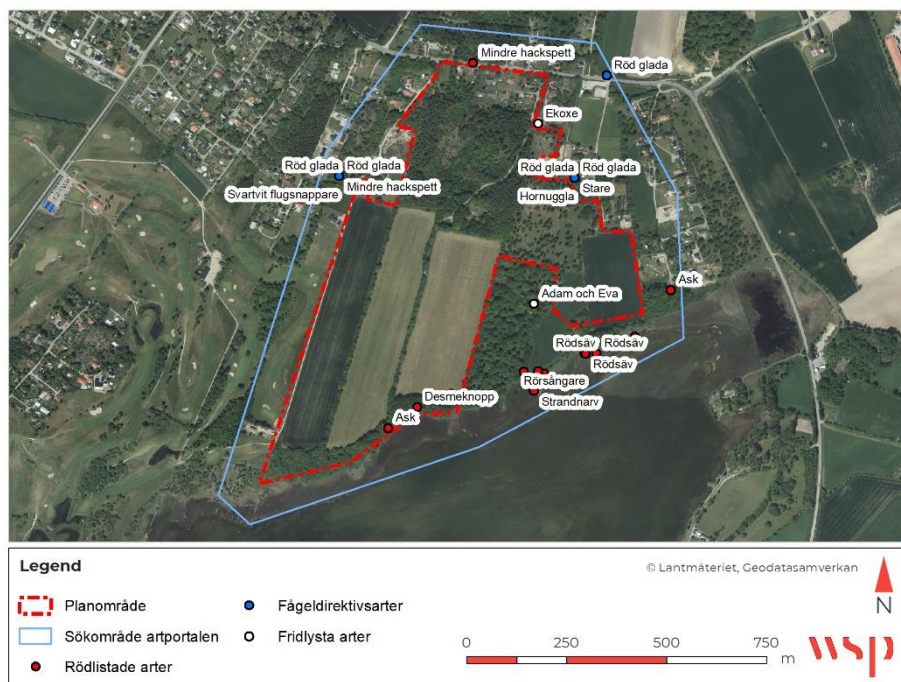 Mindre hackspett
Röd glada
Ekoxe
Röd glada Röd glada
Röd glada Röd glada
Svartvit flugsnappare Mindre hackspett
Stare
Hornuggla
Ask
Adam och Eva
Rödsäv Rödsäv
Rödsäv
Rörsångare
Desmeknopp
Strandnarv
Ask
Legend
© Lantmäteriet, Geodatasamverkan
Planområde
Fågeldirektivsarter
N
Sökområde artportalen
Fridlysta arter
Rödlistade arter
0 250 500 750
m
wsp